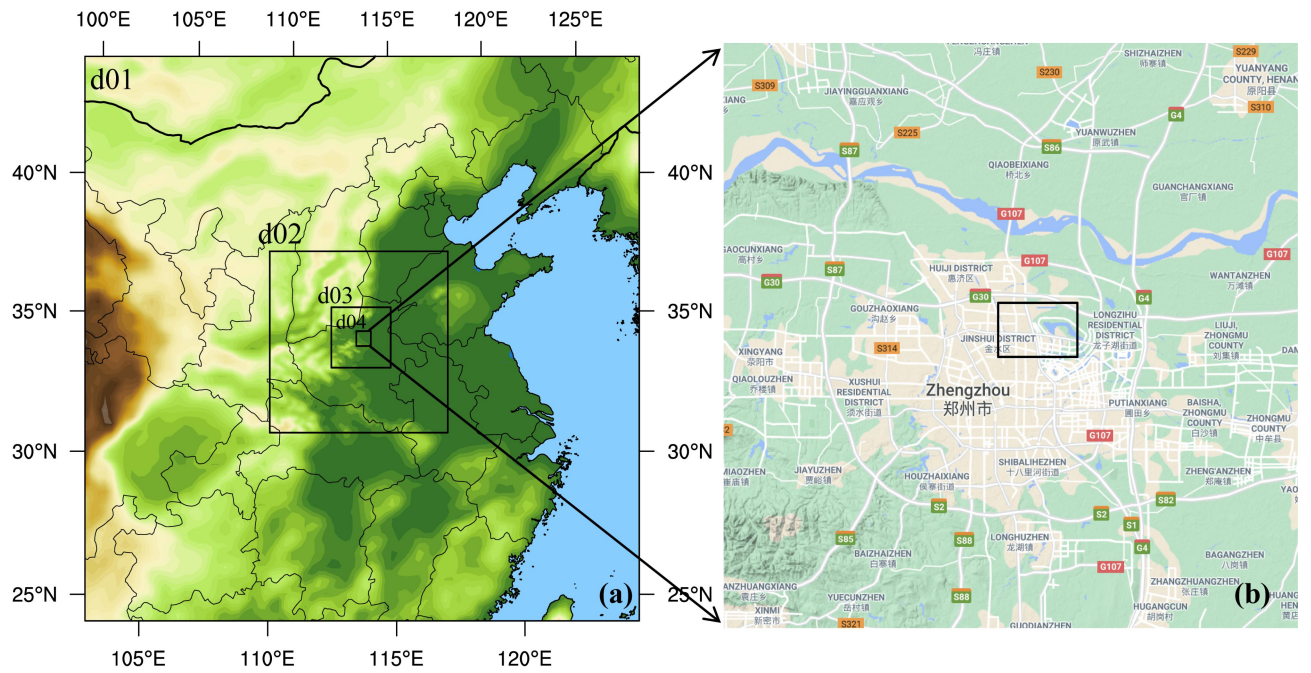 100°E 105°E 110°E 115°E 120°E 125°E
d01
40°N
40°N
d02
d03
35°N
35°N
d04
30°N
30°N
25°N
25°N
(a)
105°E 110°E 115°E 120°E
冯庄镇
S229
SHIZHAIZHEN
师寨镇
YUANYANG
COUNTY, HENAN
原阳县
S230
S309
JIAYINGGUANXIANG
嘉应观乡
S310
G4
S225
YUANWUZHEN
原武镇
S87
S86
QIAOBEIXIANG
桥北乡
GUANCHANGXIANG
官厂镇
G107
GAOCUNXIANG
高村乡
G107
G107
HUIJI DISTRICT
惠济区
S87
WANTANZHEN
万滩镇
G30
G30
G4
GOUZHAOXIANG
沟赵乡
LONGZIHU
RESIDENTIAL
DISTRICT
龙子湖街道
LIUJI,
ZHONGMU
COUNTY
刘集镇
JINSHUI DISTRICT
金水区
S314
XINGYANG
荥阳市
QIAOLOUZHEN
乔楼镇
XUSHUI
RESIDENTIAL
DISTRICT
须水街道
Zhengzhou
郑州市
PUTIANXIANG
圃田乡
BAISHA,
ZHONGMU
COUNTY
白沙镇
ZHONGMU
COUNTY
中牟县
G107
SHIBALIHEZHEN
十八里河街道
JIAYUZHEN
贾峪镇
HOUZHAIXIANG
侯寨街道
ZHENG'ANZHEN
郑庵镇
S82
S2
S2
S1
S85
S88
LONGHUZHEN
龙湖镇
G4
BAIZHAIZHEN
白寨镇
BAGANGZHEN
八岗镇
G107
ZHANGZHUANGZHEN
张庄镇
YUECUNZHEN
岳村镇
S88
HUGANGCUN
胡岗村
XINMI
新密市
S321
(b)